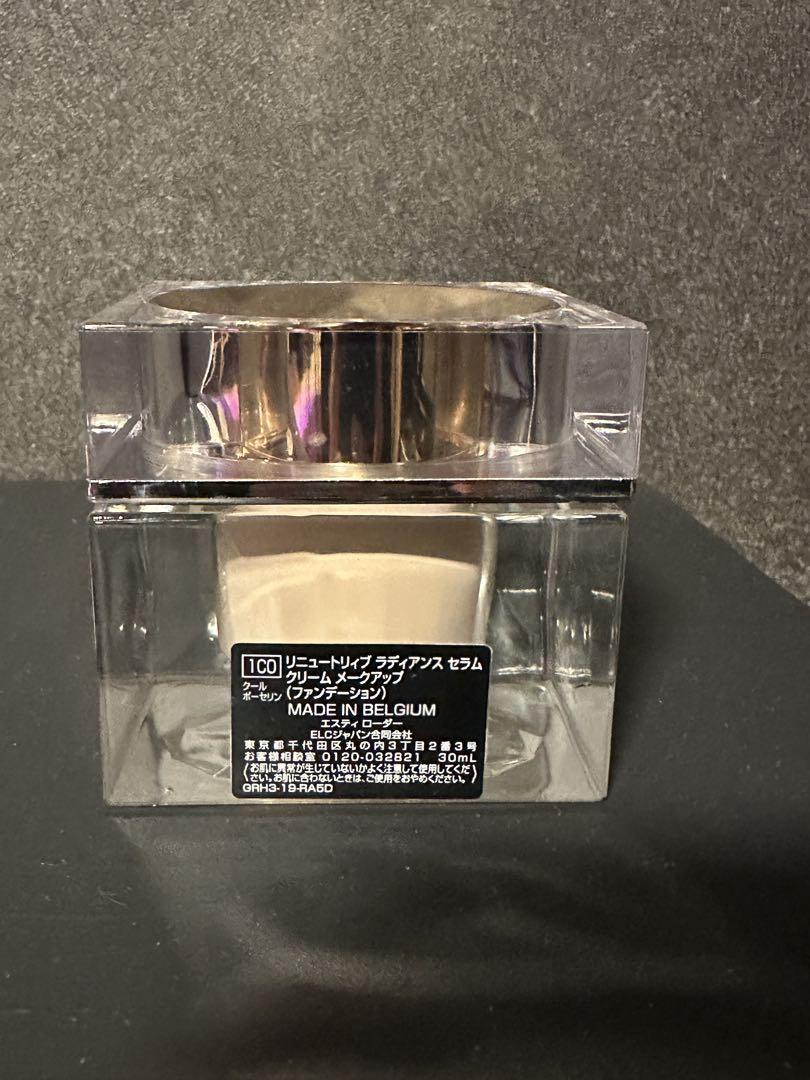 1C0 リニュートリィブ ラディアンス セラム
クール ポーセリン
クリーム メークアップ
(ファンデーション)
MADE IN BELGIUM
エスティ ローダー
ELCジャパン合同会社
東京都千代田区丸の内3丁目2番3号
お客様相談室 0120-032821 30mL
〈お肌に異常が生じていないかよく注意して使用してくだ
さい。お肌に合わないときは、ご使用をおやめください。〉
GRH3-19-RA5D